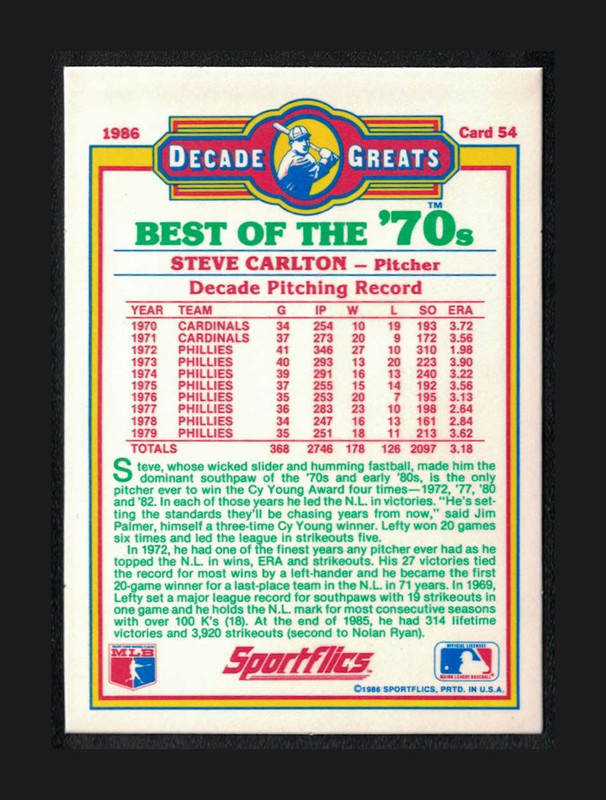 1986
Card 54
DECADE GREATS
TM
BEST OF THE '70s
STEVE CARLTON — Pitcher
Decade Pitching Record
YEAR TEAM G IP W L SO ERA
1970 CARDINALS 34 254 10 19 193 3.72
1971 CARDINALS 37 273 20 9 172 3.56
1972 PHILLIES 41 346 27 10 310 1.98
1973 PHILLIES 40 293 13 20 223 3.90
1974 PHILLIES 39 291 16 13 240 3.22
1975 PHILLIES 37 255 15 14 192 3.56
1976 PHILLIES 35 253 20 7 195 3.13
1977 PHILLIES 36 283 23 10 198 2.64
1978 PHILLIES 34 247 16 13 161 2.84
1979 PHILLIES 35 251 18 11 213 3.62
TOTALS 368 2746 178 126 2097 3.18
Steve, whose wicked slider and humming fastball, made him the
dominant southpaw of the '70s and early '80s, is the only
pitcher ever to win the Cy Young Award four times—1972, '77, '80
and '82. In each of those years he led the N.L. in victories. "He's set-
ting the standards they'll be chasing years from now," said Jim
Palmer, himself a three-time Cy Young winner. Lefty won 20 games
six times and led the league in strikeouts five.
In 1972, he had one of the finest years any pitcher ever had as he
topped the N.L. in wins, ERA and strikeouts. His 27 victories tied
the record for most wins by a left-hander and he became the first
20-game winner for a last-place team in the N.L. in 71 years. In 1969,
Lefty set a major league record for southpaws with 19 strikeouts in
one game and he holds the N.L. mark for most consecutive seasons
with over 100 K's (18). At the end of 1985, he had 314 lifetime
victories and 3,920 strikeouts (second to Nolan Ryan).
MLB
Sportflics
OFFICIAL LICENSEE
MAJOR LEAGUE BASEBALL
©1986 SPORTFLICS, PRTD. IN U.S.A.